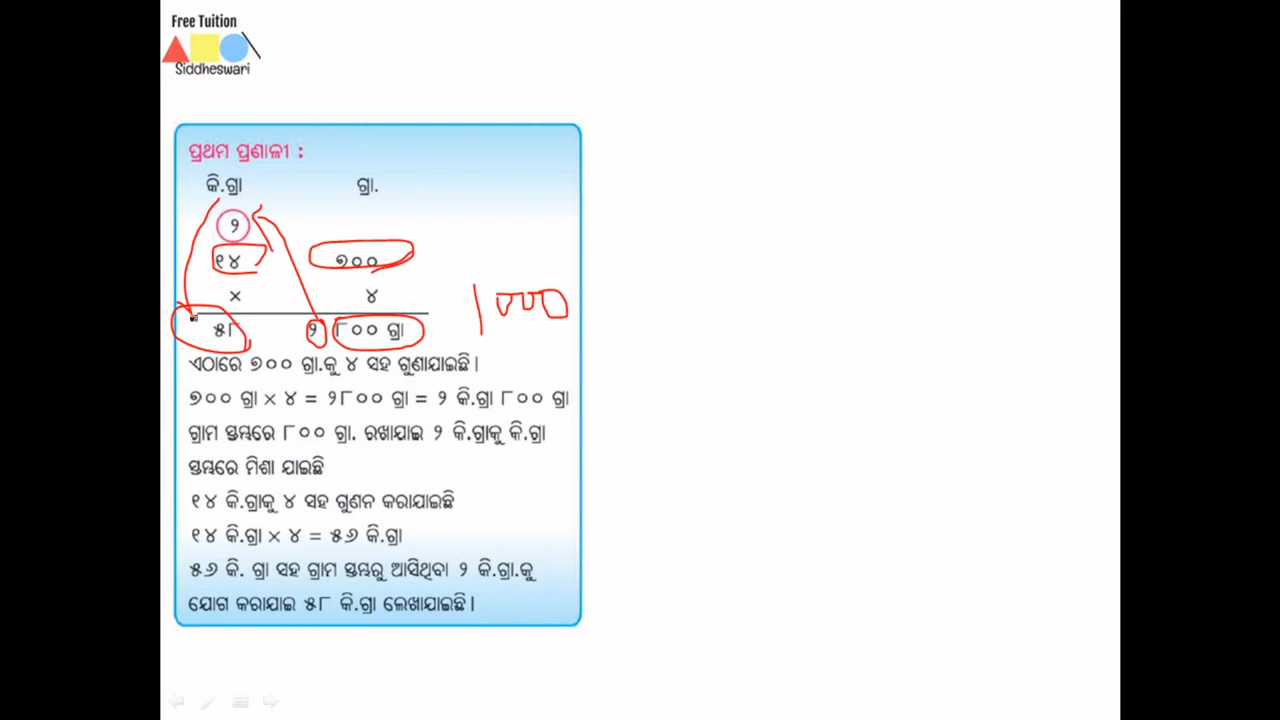 Free Tuition
Siddheswari
ପ୍ରଥମ ପ୍ରଣାଳୀ :
କି.ଗ୍ରା ଗ୍ରା.
୨
୧୪ ୭୦୦
× ୪
୫୮ ୨ ୮୦୦ ଗ୍ରା
1000
ଏଠାରେ ୭୦୦ ଗ୍ରା.କୁ ୪ ସହ ଗୁଣାଯାଇଛି।
୭୦୦ ଗ୍ରା × ୪ = ୨୮୦୦ ଗ୍ରା = ୨ କି.ଗ୍ରା ୮୦୦ ଗ୍ରା
ଗ୍ରାମ ସ୍ତମ୍ଭରେ ୮୦୦ ଗ୍ରା. ରଖାଯାଇ ୨ କି.ଗ୍ରାକୁ କି.ଗ୍ରା
ସ୍ତମ୍ଭରେ ମିଶା ଯାଇଛି
୧୪ କି.ଗ୍ରାକୁ ୪ ସହ ଗୁଣନ କରାଯାଇଛି
୧୪ କି.ଗ୍ରା × ୪ = ୫୬ କି.ଗ୍ରା
୫୬ କି. ଗ୍ରା ସହ ଗ୍ରାମ ସ୍ତମ୍ଭରୁ ଆସିଥିବା ୨ କି.ଗ୍ରା.କୁ
ଯୋଗ କରାଯାଇ ୫୮ କି.ଗ୍ରା ଲେଖାଯାଇଛି।